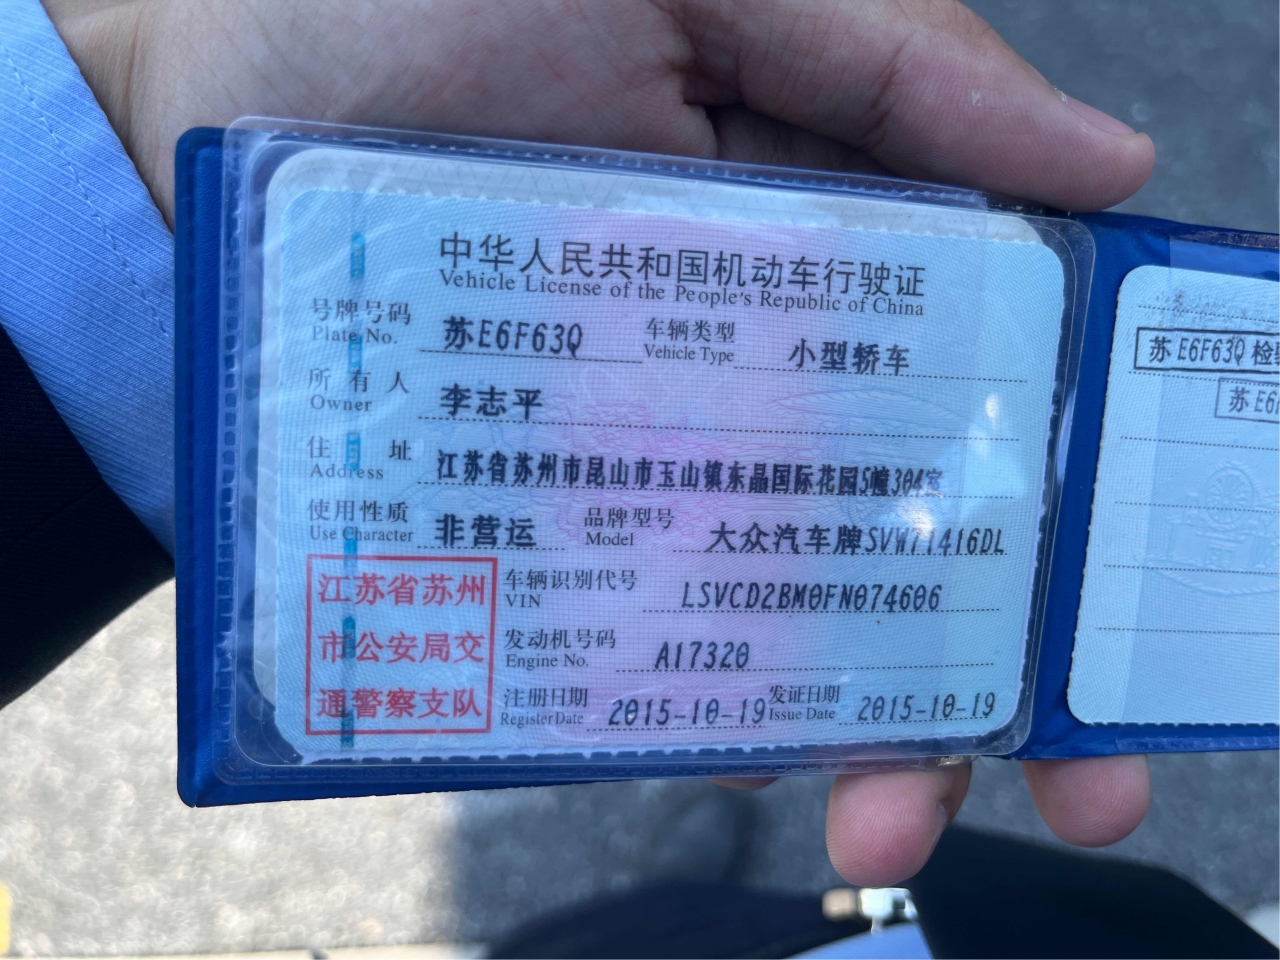 中华人民共和国机动车行驶证
Vehicle License of the People's Republic of China
号牌号码 苏E6F63Q 车辆类型 小型轿车
Plate No. Vehicle Type
所有人 李志平
Owner
住址 江苏省苏州市昆山市玉山镇东晶国际花园5幢304室
Address
使用性质 非营运 品牌型号 大众汽车牌SVW71416DL
Use Character Model
江苏省苏州
市公安局交
通警察支队
车辆识别代号 LSVCD2BM0FN074606
VIN
发动机号码 A17320
Engine No.
注册日期 2015-10-19 发证日期 2015-10-19
Register Date Issue Date
苏E6F63Q 检
苏E6